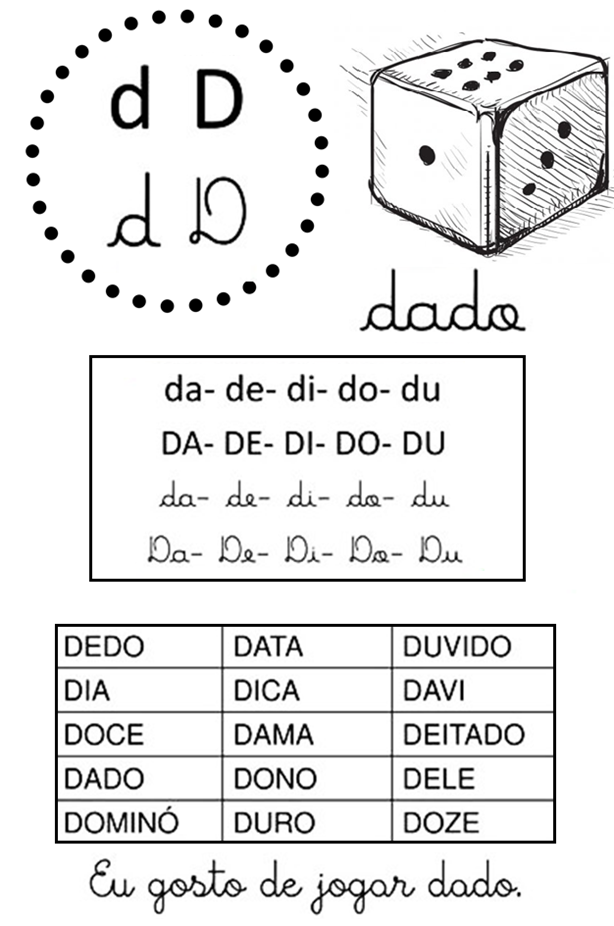 d D
d D
dado
da- de- di- do- du
DA- DE- DI- DO- DU
da- de- di- do- du
Da- De- Di- Do- Du
DEDO DATA DUVIDO
DIA DICA DAVI
DOCE DAMA DEITADO
DADO DONO DELE
DOMINÓ DURO DOZE
Eu gosto de jogar dado.